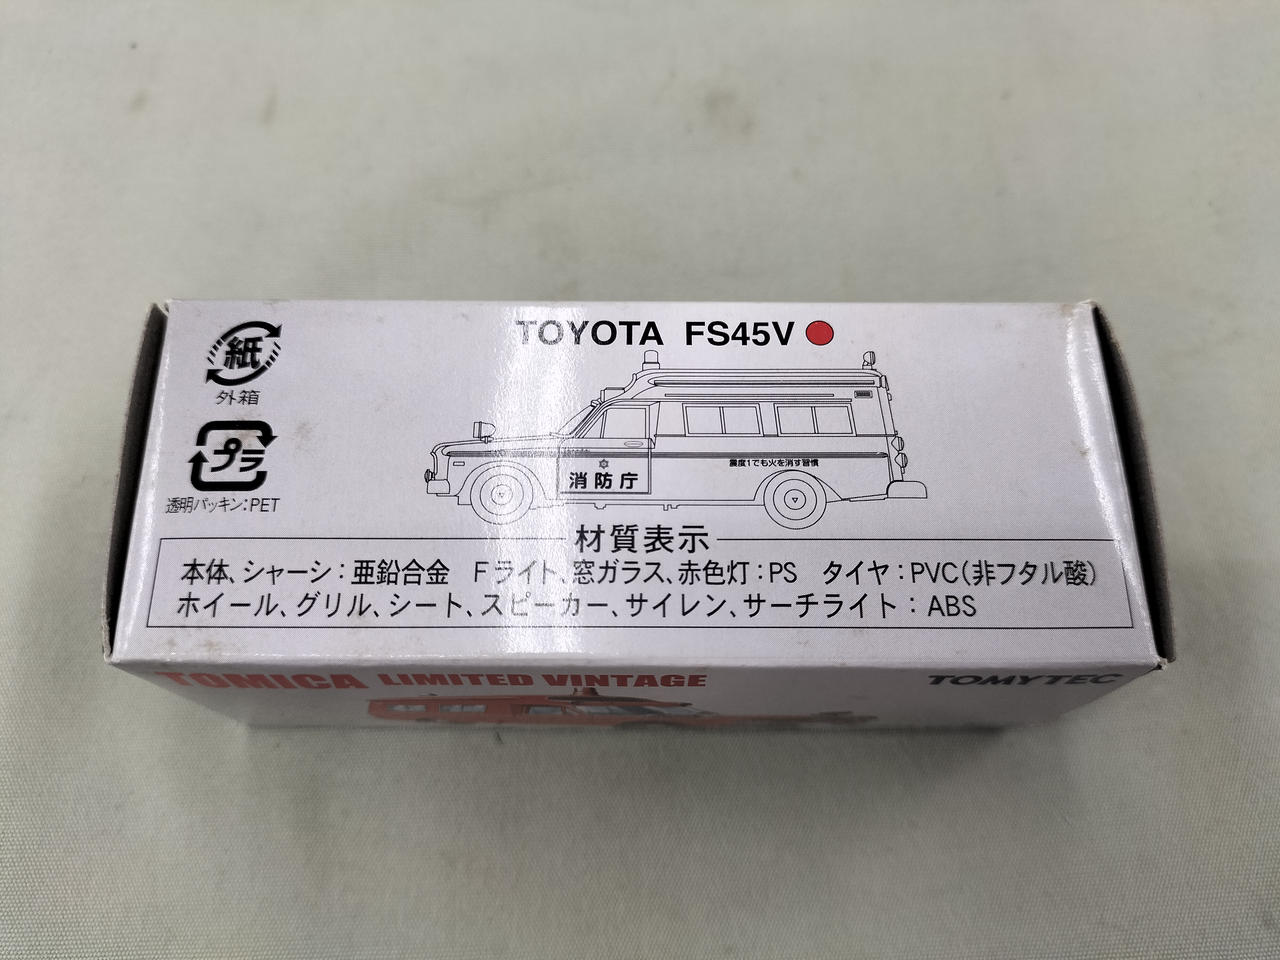 TOYOTA FS45V
紙
外箱
プラ
透明パッキン:PET
消防庁
震度1でも火を消す習慣
材質表示
本体、シャーシ:亜鉛合金 Fライト、窓ガラス、赤色灯:PS タイヤ:PVC(非フタル酸)
ホイール、グリル、シート、スピーカー、サイレン、サーチライト:ABS
TOMICA LIMITED VINTAGE
TOMYTEC